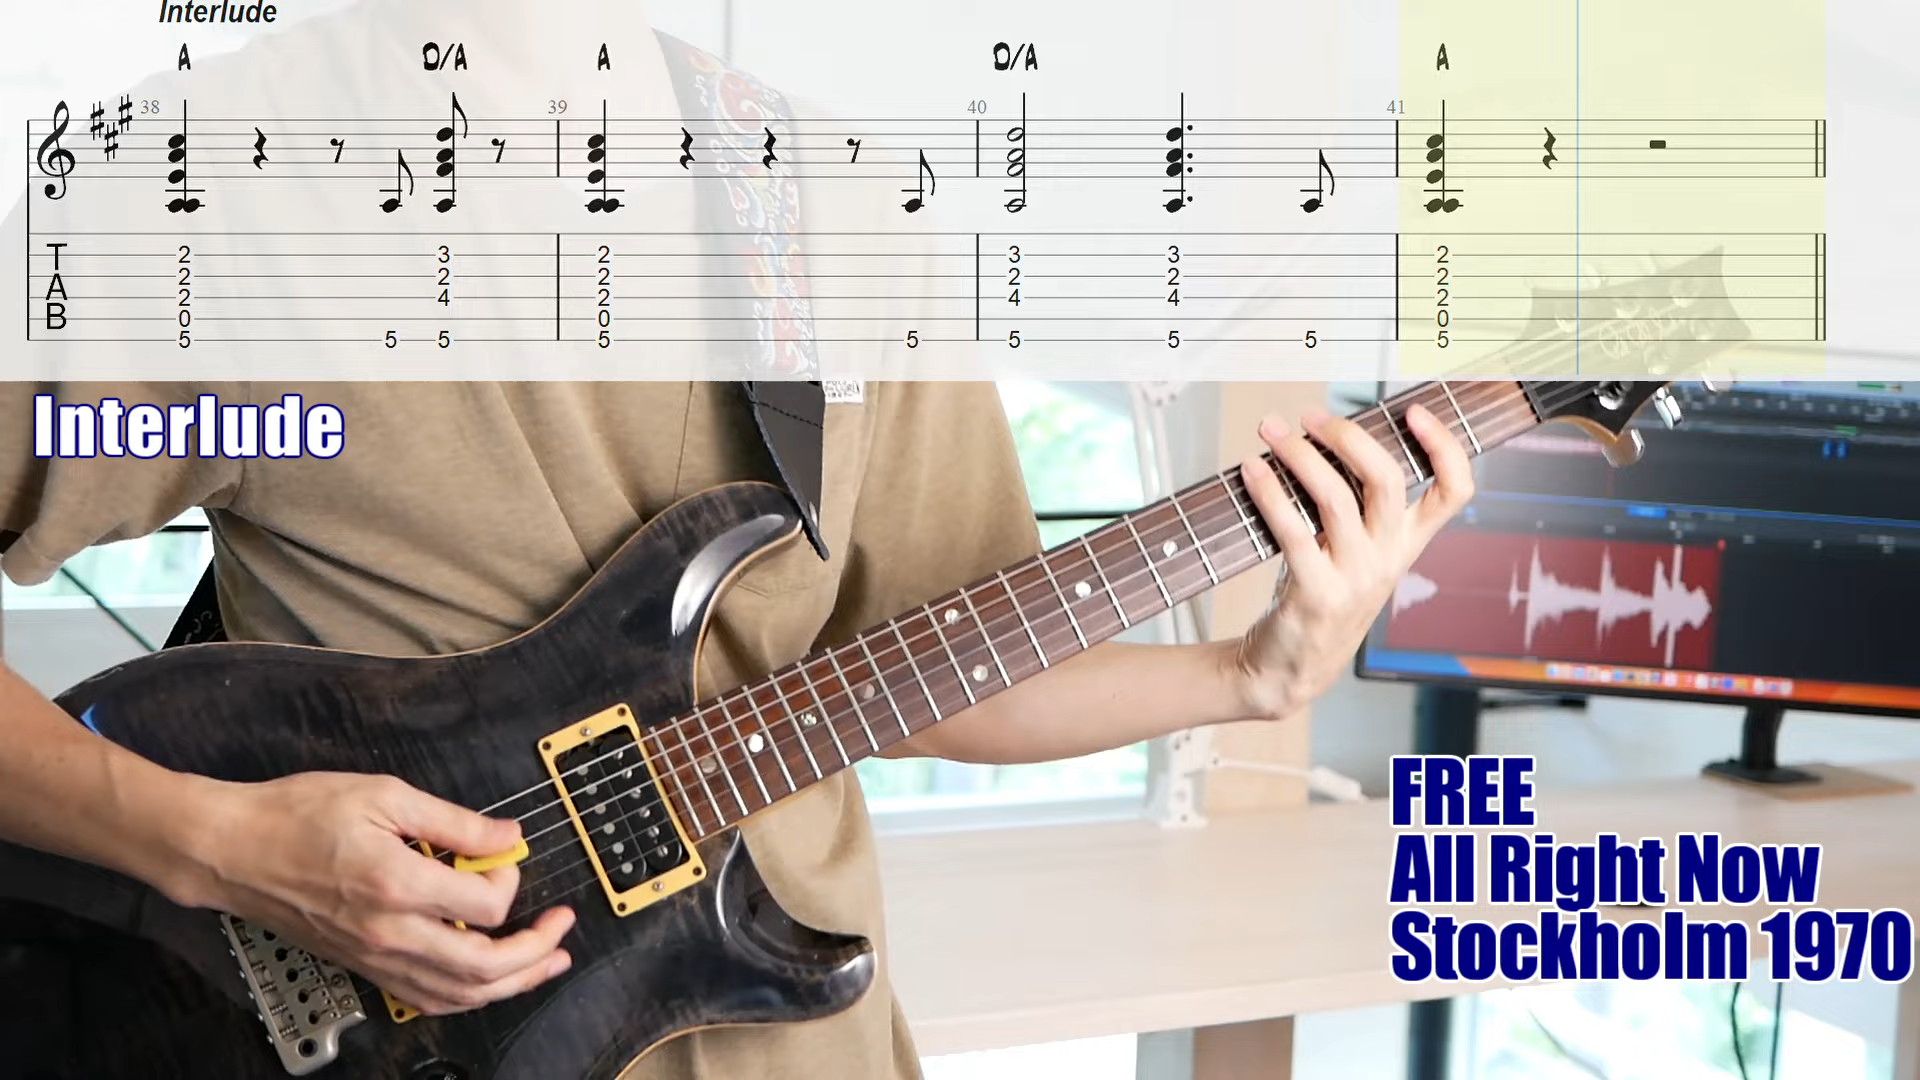 Interlude
A D/A A D/A A
38 39 40 41
T 2 3 2 3 3 2
2 2 2 2 2 2
A 2 4 2 4 4 2
B 0 0 0
5 5 5 5 5 5 5 5 5
Interlude
FREE
All Right Now
Stockholm 1970